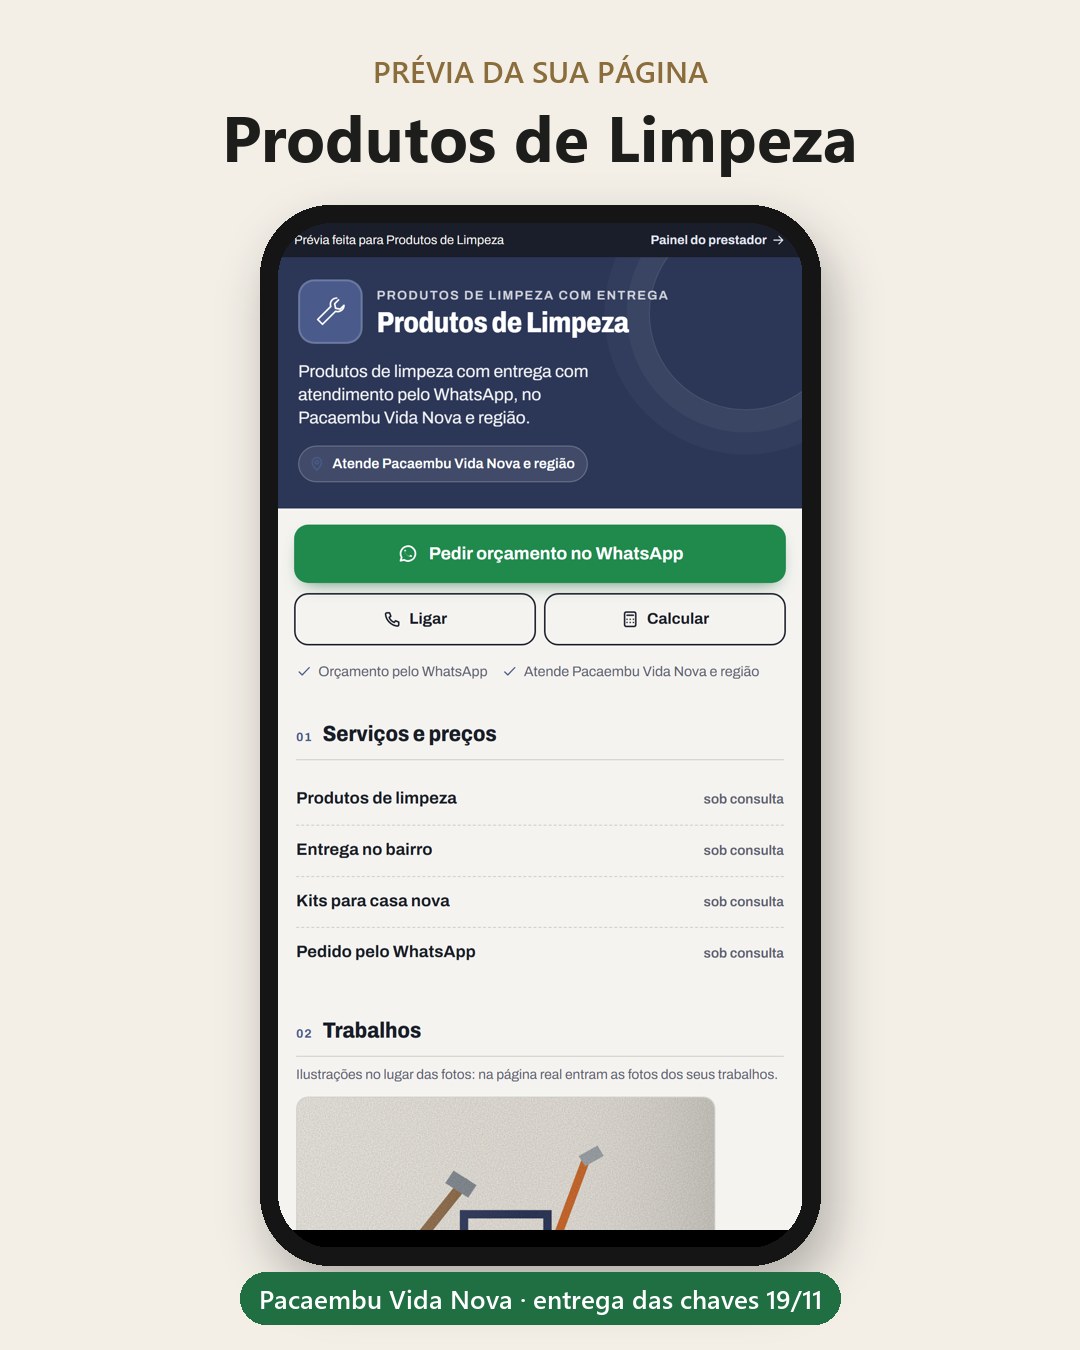 PRÉVIA DA SUA PÁGINA
Produtos de Limpeza
Prévia feita para Produtos de Limpeza
Painel do prestador →
PRODUTOS DE LIMPEZA COM ENTREGA
Produtos de Limpeza
Produtos de limpeza com entrega com
atendimento pelo WhatsApp, no
Pacaembu Vida Nova e região.
Atende Pacaembu Vida Nova e região
Pedir orçamento no WhatsApp
Ligar
Calcular
Orçamento pelo WhatsApp
Atende Pacaembu Vida Nova e região
01 Serviços e preços
Produtos de limpeza sob consulta
Entrega no bairro sob consulta
Kits para casa nova sob consulta
Pedido pelo WhatsApp sob consulta
02 Trabalhos
Ilustrações no lugar das fotos: na página real entram as fotos dos seus trabalhos.
Pacaembu Vida Nova · entrega das chaves 19/11